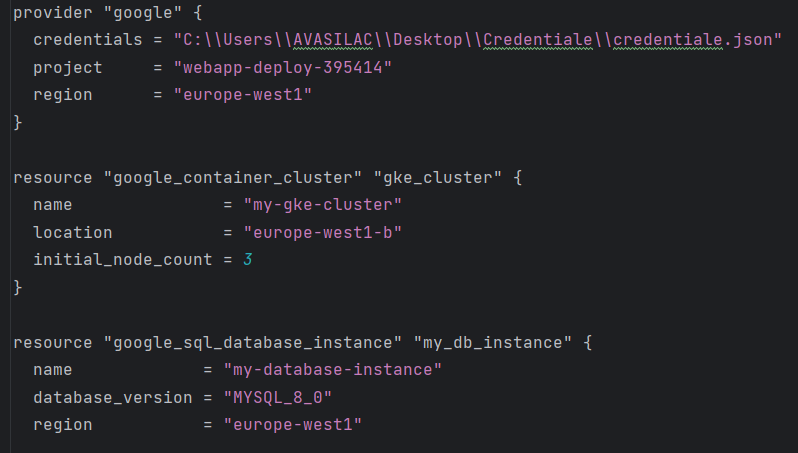 provider "google" {
  credentials = "C:\\Users\\AVASILAC\\Desktop\\Credentiale\\credentiale.json"
  project     = "webapp-deploy-395414"
  region      = "europe-west1"
}
resource "google_container_cluster" "gke_cluster" {
  name               = "my-gke-cluster"
  location           = "europe-west1-b"
  initial_node_count = 3
}
resource "google_sql_database_instance" "my_db_instance" {
  name             = "my-database-instance"
  database_version = "MYSQL_8_0"
  region           = "europe-west1"